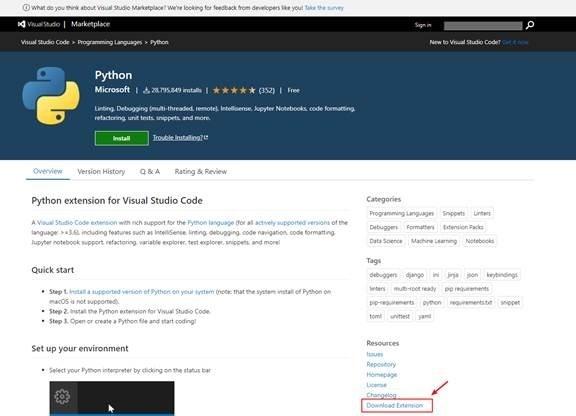 What do you think about Visual Studio Marketplace? We're looking for feedback from developers like you! Take the survey
Visual Studio | Marketplace
Sign in
Visual Studio Code > Programming Languages > Python
New to Visual Studio Code? Get it now.
Python
Microsoft | 28,795,849 installs | (352) | Free
Linting, Debugging (multi-threaded, remote), Intellisense, Jupyter Notebooks, code formatting,
refactoring, unit tests, snippets, and more!
Install
Trouble Installing?
Overview
Version History
Q & A
Rating & Review
Python extension for Visual Studio Code
A Visual Studio Code extension with rich support for the Python language (for all actively supported versions of
the language: >=3.6), including features such as IntelliSense, linting, debugging, code navigation, code formatting,
Jupyter notebook support, refactoring, variable explorer, test explorer, snippets, and more!
Quick start
• Step 1. Install a supported version of Python on your system (note: that the system install of Python on
macOS is not supported).
• Step 2. Install the Python extension for Visual Studio Code.
• Step 3. Open or create a Python file and start coding!
Set up your environment
• Select your Python interpreter by clicking on the status bar
Categories
Programming Languages Snippets Linters
Debuggers Formatters Extension Packs
Data Science Machine Learning Notebooks
Tags
debuggers django ini jinja json keybindings
linters multi-root ready pip requirements
pip-requirements python requirements.txt snippet
toml unittest yaml
Resources
Issues
Repository
Homepage
License
Changelog
Download Extension